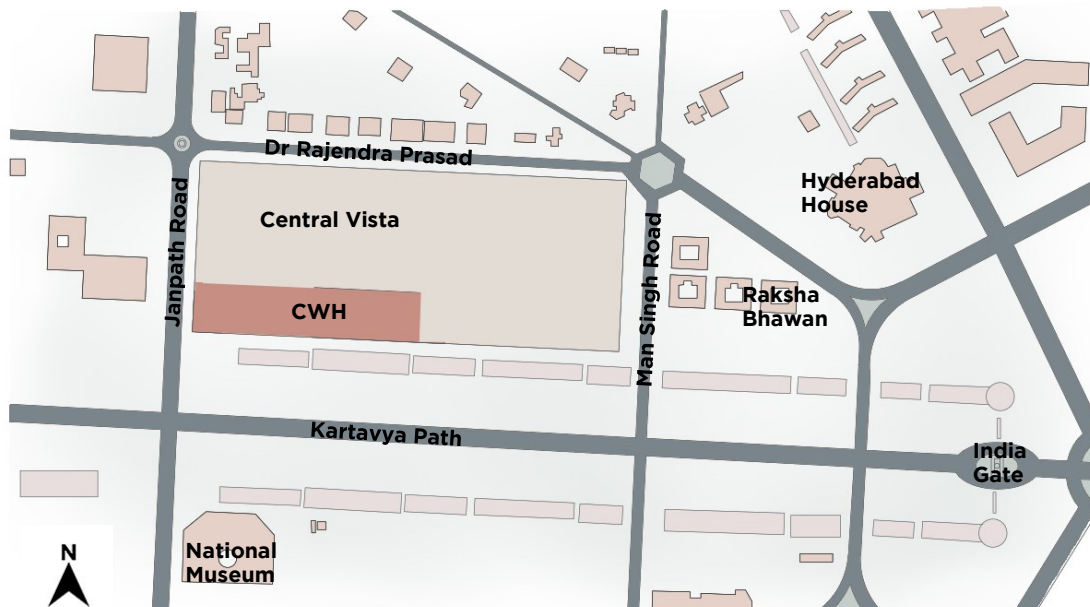 Dr Rajendra Prasad
Hyderabad
House
Central Vista
Janpath Road
Man Singh Road
CWH
Raksha
Bhawan
Kartavya Path
India
Gate
National
Museum
N